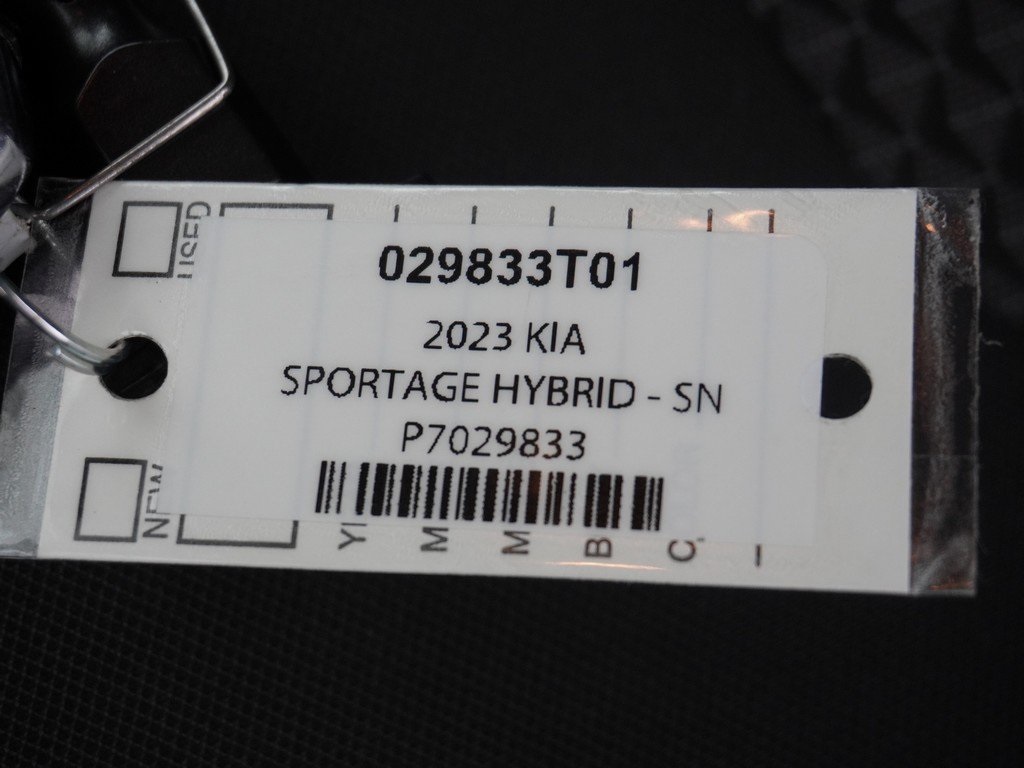 USED
029833T01
2023 KIA
SPORTAGE HYBRID - SN
P7029833
NEW